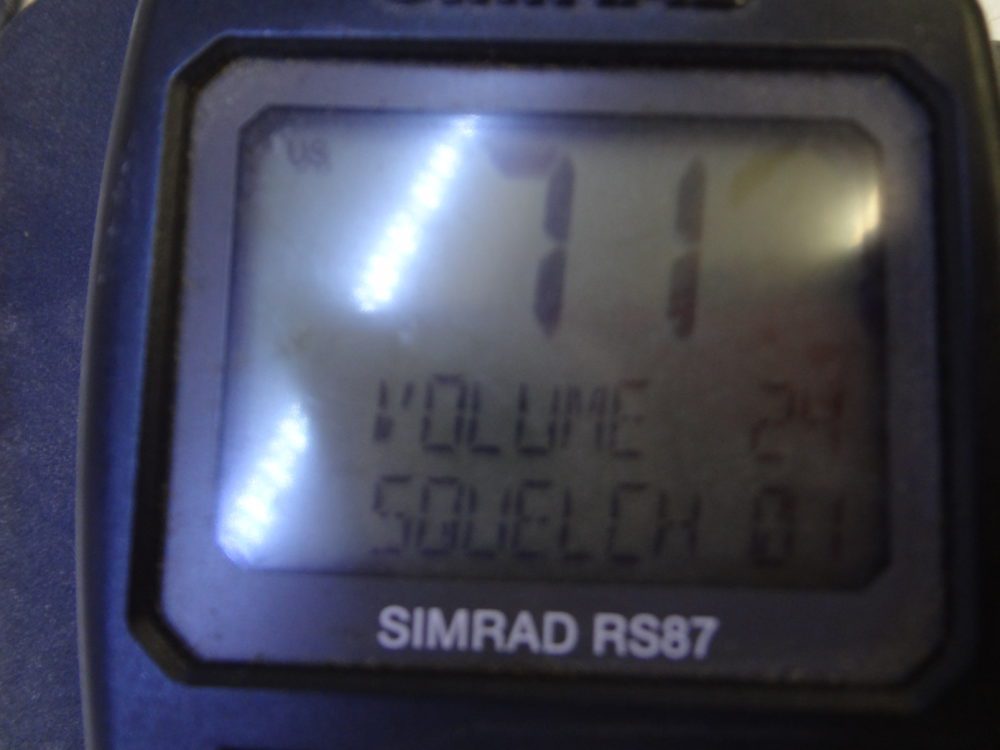 US
71
VOLUME 24
SQUELCH 01
SIMRAD RS87